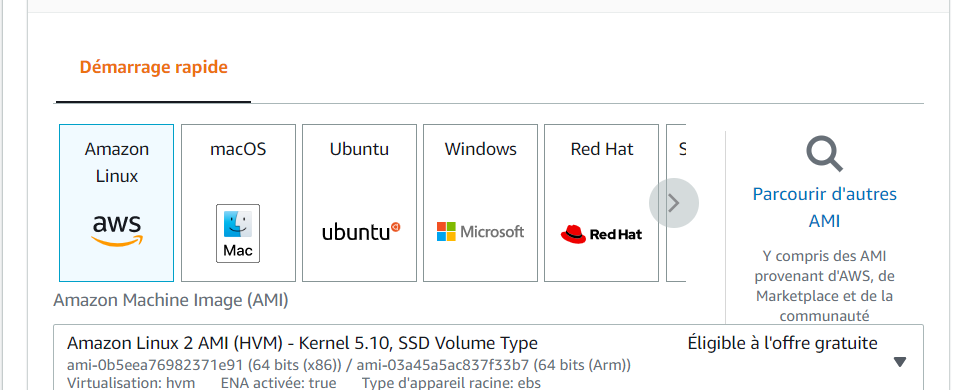 Démarrage rapide
Amazon
Linux
aws
macOS
Mac
Ubuntu
ubuntu
Windows
Microsoft
Red Hat
Red Hat
S
Parcourir d'autres
AMI
Y compris des AMI
provenant d'AWS, de
Marketplace et de la
communauté
Amazon Machine Image (AMI)
Amazon Linux 2 AMI (HVM) - Kernel 5.10, SSD Volume Type
Éligible à l'offre gratuite
ami-0b5eea76982371e91 (64 bits (x86)) / ami-03a45a5ac837f33b7 (64 bits (Arm))
Virtualisation: hvm ENA activée: true Type d'appareil racine: ebs